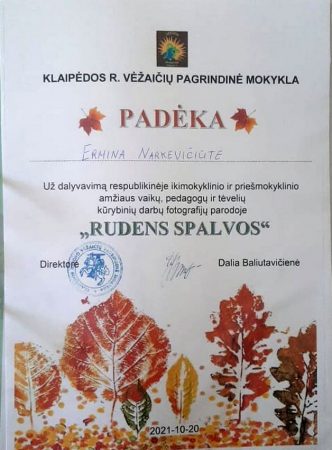 KLAIPĖDOS R. VĖŽAIČIŲ PAGRINDINĖ MOKYKLA
PADĖKA
ERMINA NARKEVIČIŪTĖ
Už dalyvavimą respublikinėje ikimokyklinio ir priešmokyklinio
amžiaus vaikų, pedagogų ir tėvelių
kūrybinių darbų fotografijų parodoje
„RUDENS SPALVOS“
Direktorė Dalia Baliutavičienė
2021-10-20